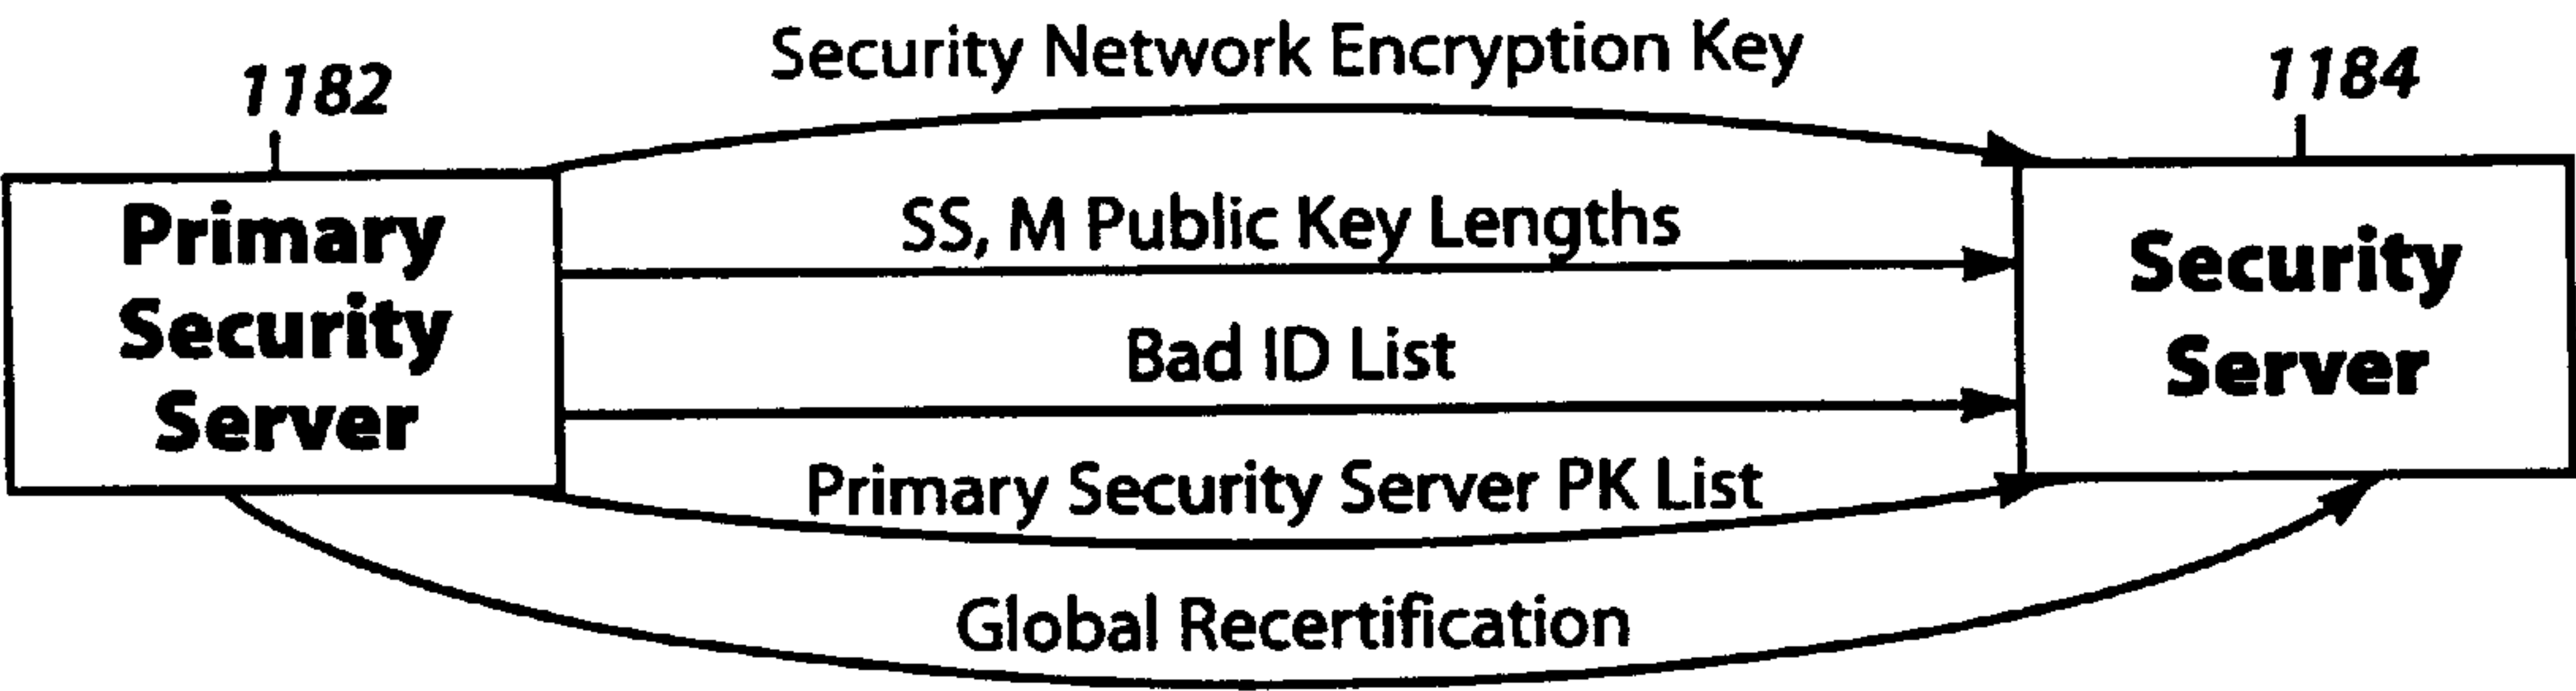 Security Network Encryption Key
1182
1184
SS, M Public Key Lengths
Primary
Security
Server
Security
Server
Bad ID List
Primary Security Server PK List
Global Recertification